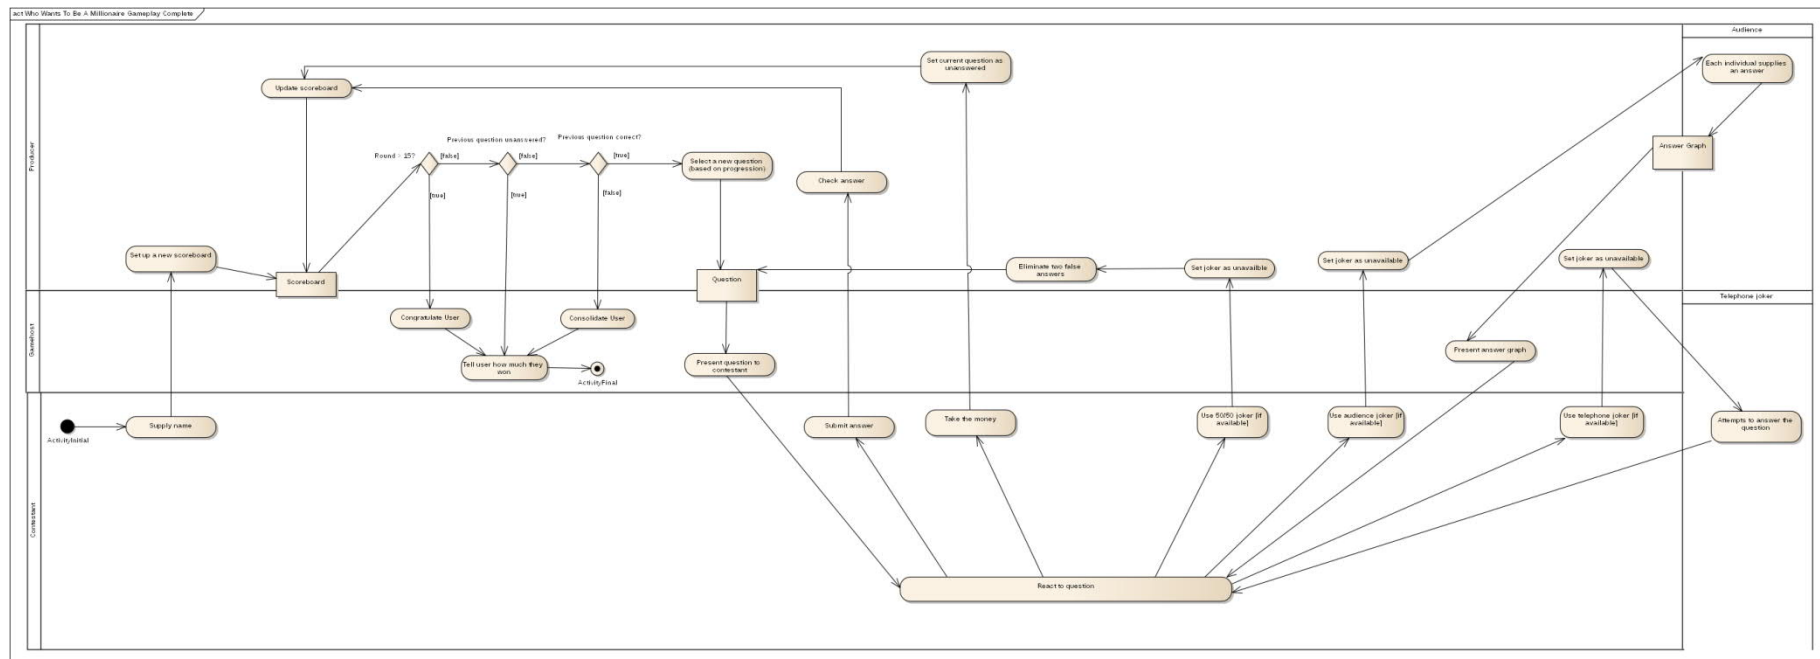 act Who Wants To Be A Millionaire Gameplay Complete
Audience
Producer
Set current question as
unanswered
Each individual supplies
an answer
Update scoreboard
Previous question unanswered?
Previous question correct?
Round = 15?
[false]
[false]
[true]
Select a new question
(based on progression)
Answer Graph
Check answer
[true]
[true]
[false]
Set up a new scoreboard
Scoreboard
Question
Eliminate two false
answers
Set joker as unavailble
Set joker as unavailable
Set joker as unavailable
Gamehost
Telephone joker
Congratulate User
Consolidate User
Tell user how much they
won
ActivityFinal
Present question to
contestant
Present answer graph
Contestant
ActivityInitial
Supply name
Submit answer
Take the money
Use 50/50 joker [if
available]
Use audience joker [if
available]
Use telephone joker [if
available]
Attempts to answer the
question
React to question